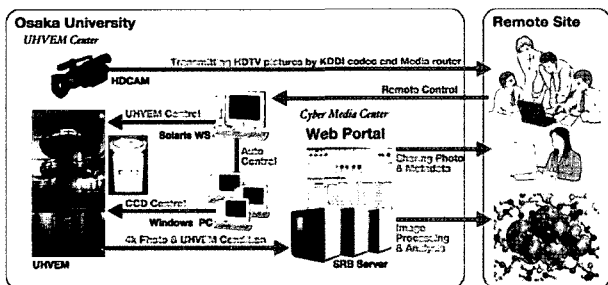 Osaka University
UHVEM Center
HDCAM
Transmitting HDTV pictures by KDDI codec and Media router
Remote Site
Remote Control
UHVEM Control
Solaris WS
Cyber Media Center
Web Portal
Auto
Control
Sharing Photo
& Metadata
CCD Control
Windows PC
4k Photo & UHVEM Condition
UHVEM
SRB Server
Image
Processing
& Analysis